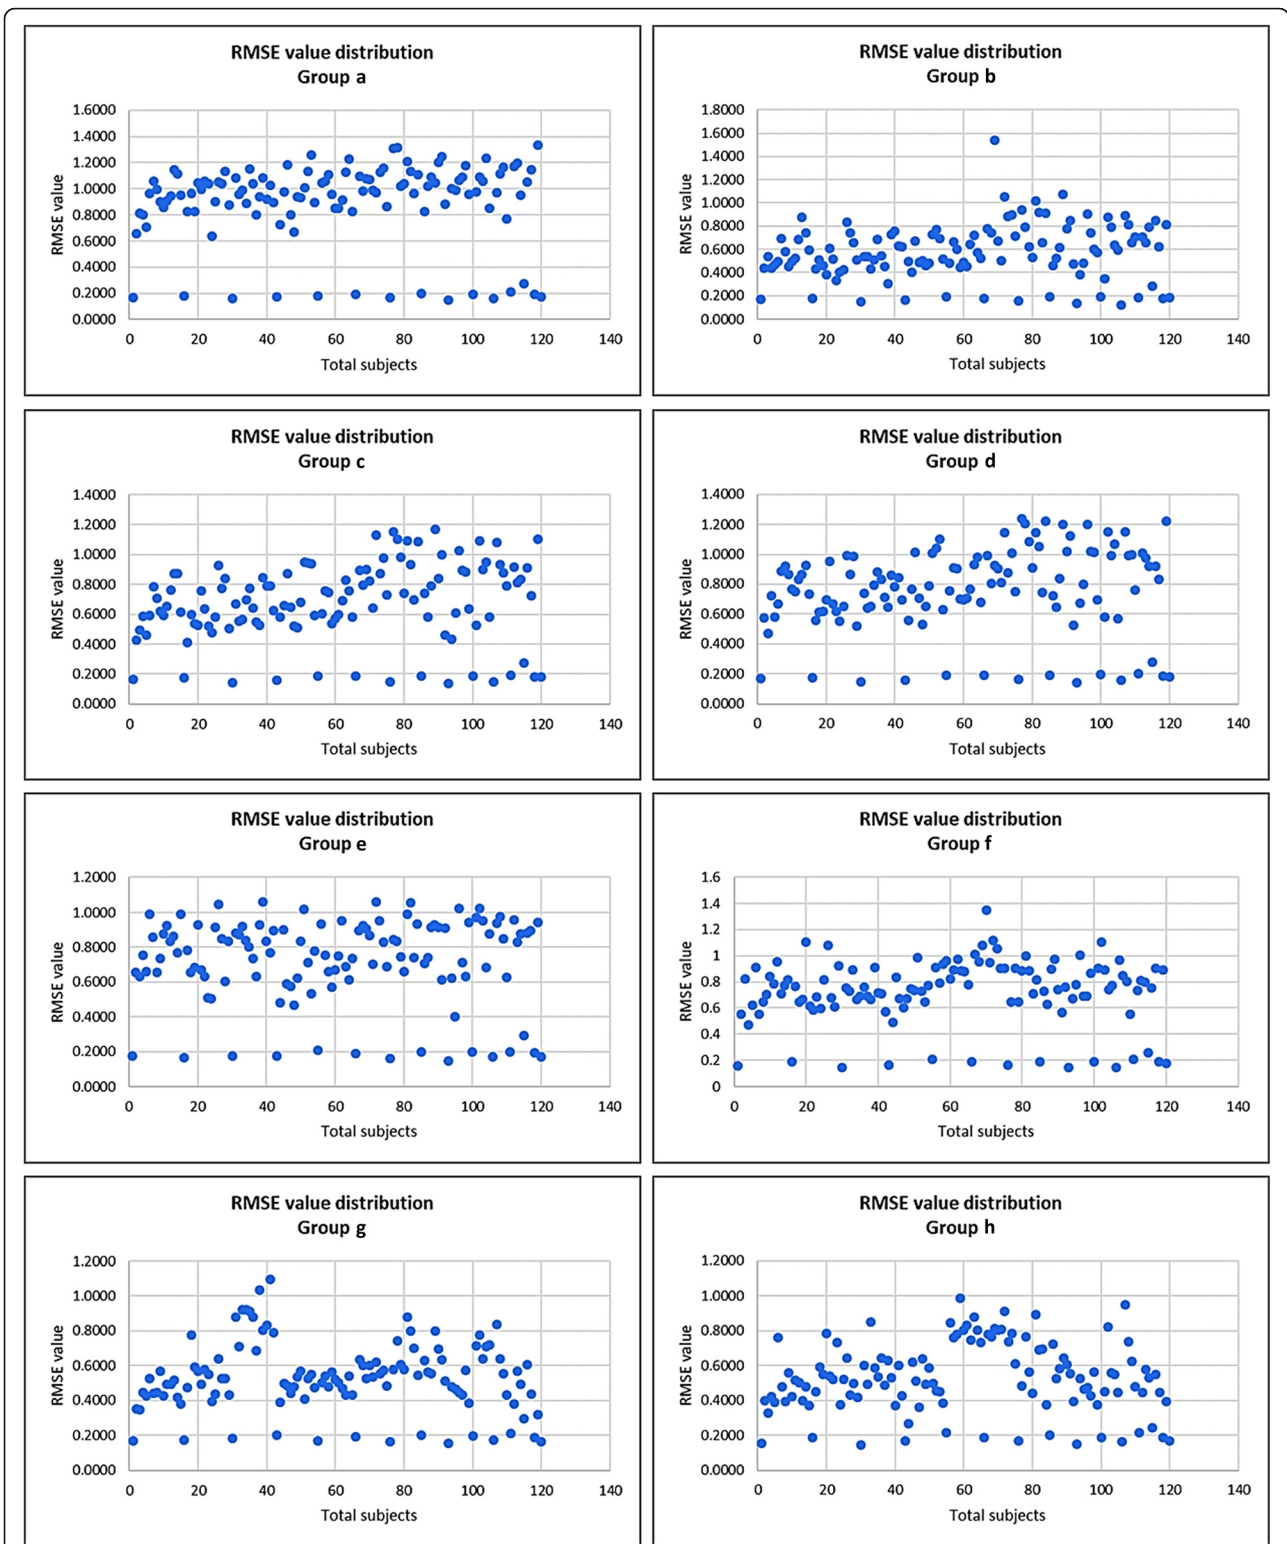 RMSE value distribution
Group a
1.6000
1.4000
1.2000
1.0000
0.8000
0.6000
0.4000
0.2000
0.0000
RMSE value
0 20 40 60 80 100 120 140
Total subjects
RMSE value distribution
Group b
1.8000
1.6000
1.4000
1.2000
1.0000
0.8000
0.6000
0.4000
0.2000
0.0000
RMSE value
0 20 40 60 80 100 120 140
Total subjects
RMSE value distribution
Group c
1.4000
1.2000
1.0000
0.8000
0.6000
0.4000
0.2000
0.0000
RMSE value
0 20 40 60 80 100 120 140
Total subjects
RMSE value distribution
Group d
1.4000
1.2000
1.0000
0.8000
0.6000
0.4000
0.2000
0.0000
RMSE value
0 20 40 60 80 100 120 140
Total subjects
RMSE value distribution
Group e
1.2000
1.0000
0.8000
0.6000
0.4000
0.2000
0.0000
RMSE value
0 20 40 60 80 100 120 140
Total subjects
RMSE value distribution
Group f
1.6
1.4
1.2
1
0.8
0.6
0.4
0.2
0
RMSE value
0 20 40 60 80 100 120 140
Total subjects
RMSE value distribution
Group g
1.2000
1.0000
0.8000
0.6000
0.4000
0.2000
0.0000
RMSE value
0 20 40 60 80 100 120 140
Total subjects
RMSE value distribution
Group h
1.2000
1.0000
0.8000
0.6000
0.4000
0.2000
0.0000
RMSE value
0 20 40 60 80 100 120 140
Total subjects